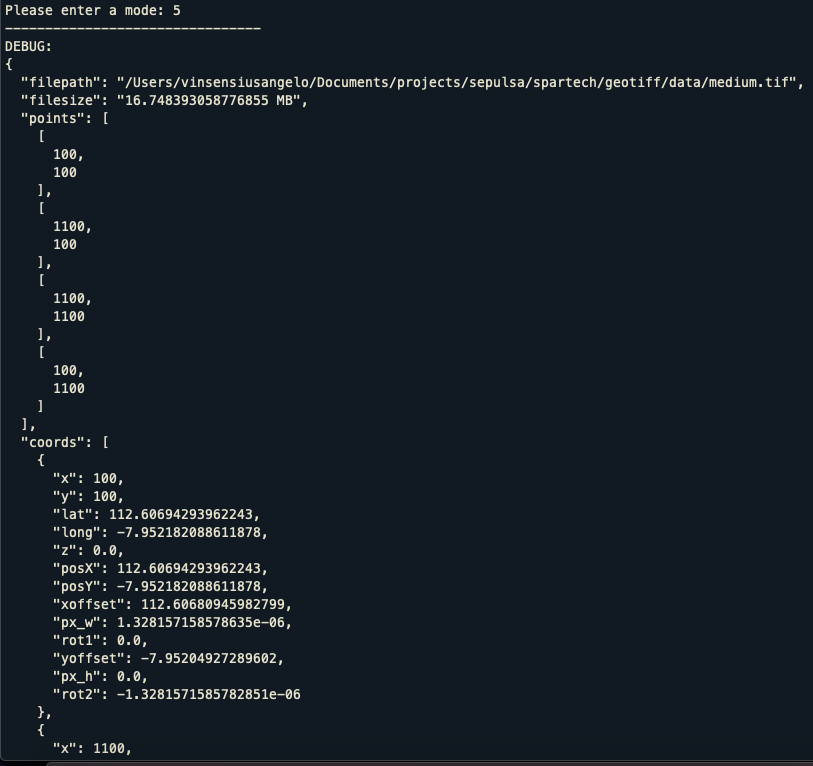 Please enter a mode: 5
--------------------------------
DEBUG:
{
  "filepath": "/Users/vinsensiusangelo/Documents/projects/sepulsa/spartech/geotiff/data/medium.tif",
  "filesize": "16.748393058776855 MB",
  "points": [
    [
      100,
      100
    ],
    [
      1100,
      100
    ],
    [
      1100,
      1100
    ],
    [
      100,
      1100
    ]
  ],
  "coords": [
    {
      "x": 100,
      "y": 100,
      "lat": 112.60694293962243,
      "long": -7.952182088611878,
      "z": 0.0,
      "posX": 112.60694293962243,
      "posY": -7.952182088611878,
      "xoffset": 112.60680945982799,
      "px_w": 1.328157158578635e-06,
      "rot1": 0.0,
      "yoffset": -7.95204927289602,
      "px_h": 0.0,
      "rot2": -1.3281571585782851e-06
    },
    {
      "x": 1100,